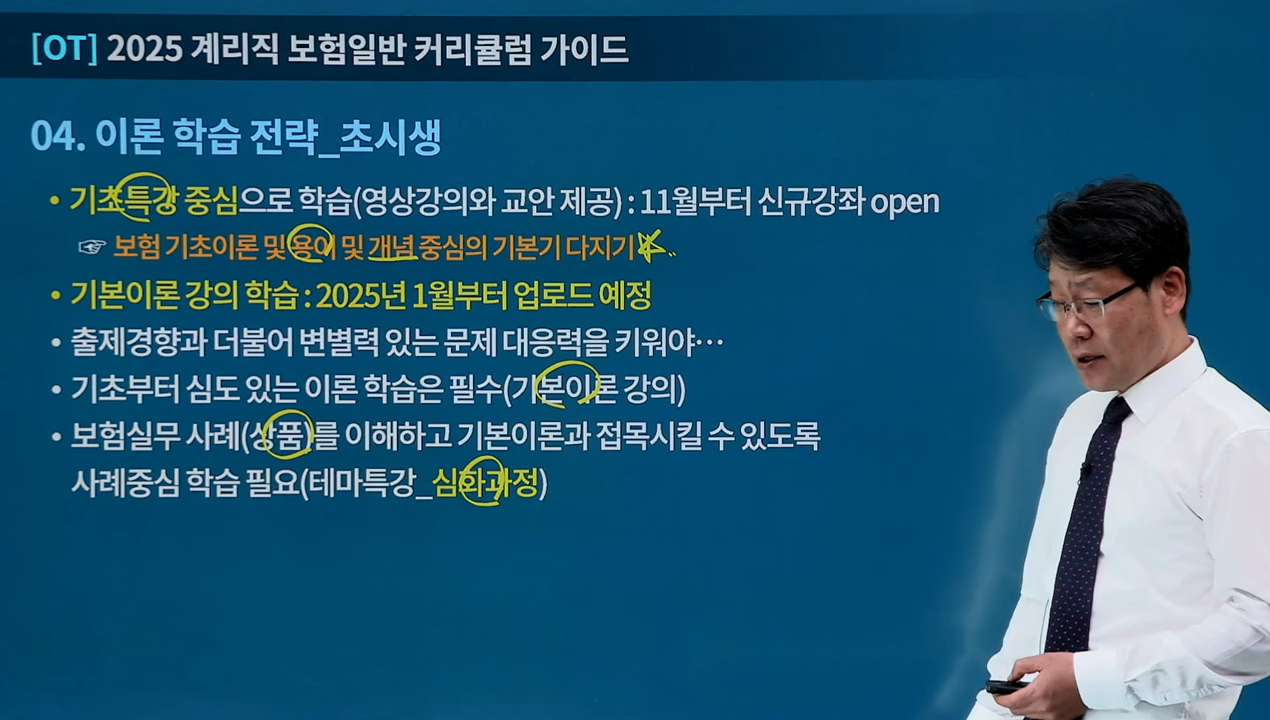 [OT] 2025 계리직 보험일반 커리큘럼 가이드
04. 이론 학습 전략_초시생
• 기초특강 중심으로 학습(영상강의와 교안 제공) : 11월부터 신규강좌 open
☞ 보험 기초이론 및 용어 및 개념 중심의 기본기 다지기
• 기본이론 강의 학습 : 2025년 1월부터 업로드 예정
• 출제경향과 더불어 변별력 있는 문제 대응력을 키워야…
• 기초부터 심도 있는 이론 학습은 필수(기본이론 강의)
• 보험실무 사례(상품)를 이해하고 기본이론과 접목시킬 수 있도록
사례중심 학습 필요(테마특강_심화과정)